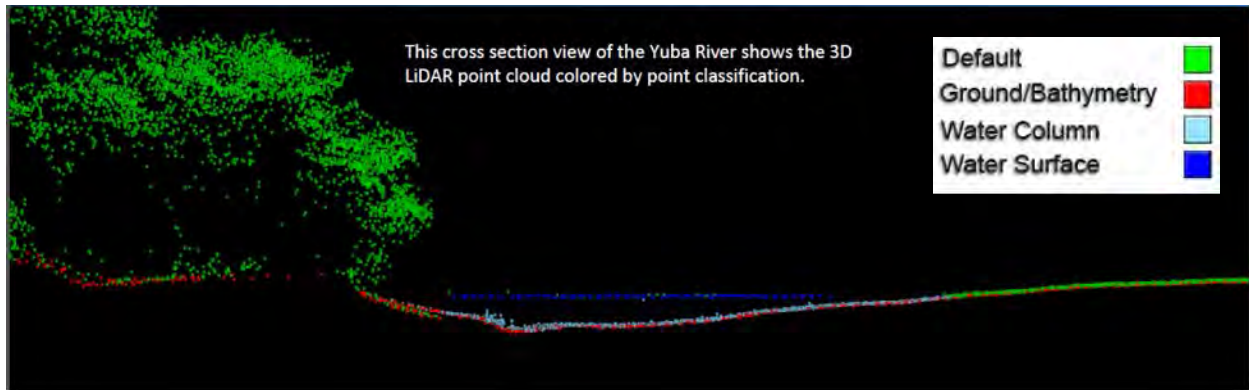 This cross section view of the Yuba River shows the 3D
LiDAR point cloud colored by point classification.
Default
Ground/Bathymetry
Water Column
Water Surface